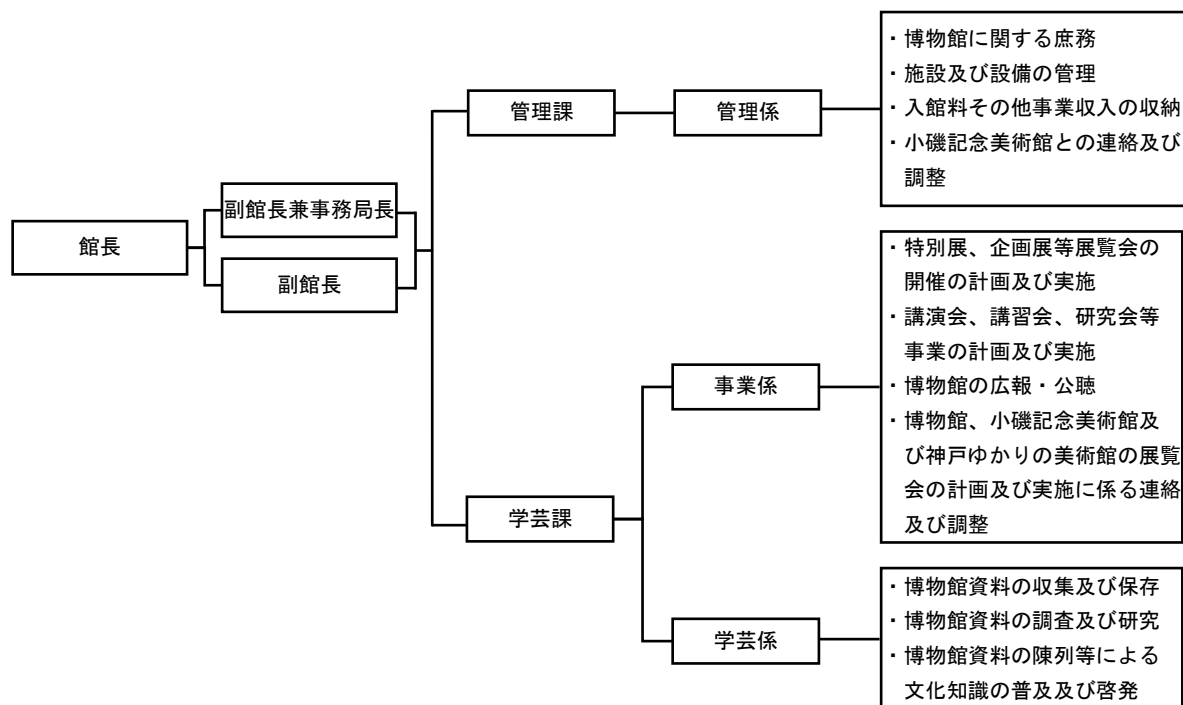 館長
副館長兼事務局長
副館長
管理課
管理係
・博物館に関する庶務
・施設及び設備の管理
・入館料その他事業収入の収納
・小磯記念美術館との連絡及び
調整
学芸課
事業係
・特別展、企画展等展覧会の
開催の計画及び実施
・講演会、講習会、研究会等
事業の計画及び実施
・博物館の広報・公聴
・博物館、小磯記念美術館及
び神戸ゆかりの美術館の展覧
会の計画及び実施に係る連絡
及び調整
学芸係
・博物館資料の収集及び保存
・博物館資料の調査及び研究
・博物館資料の陳列等による
文化知識の普及及び啓発